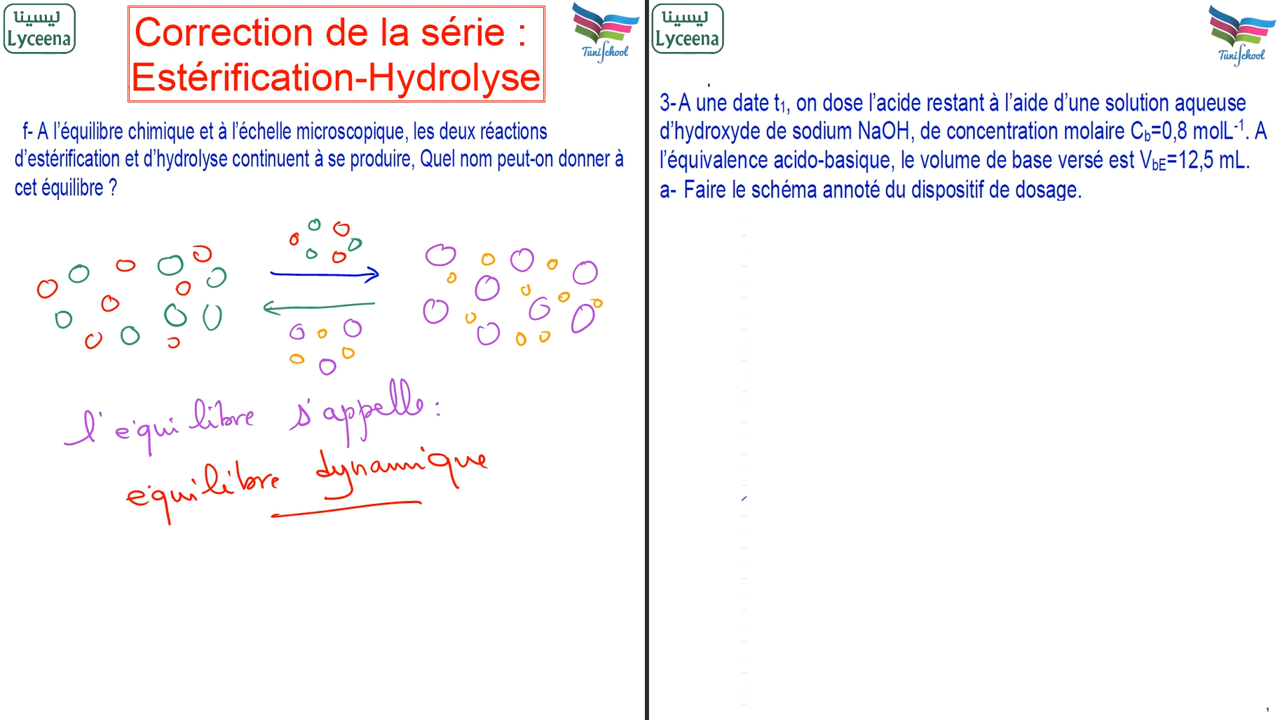 ليسينا
Lyceena
Correction de la série :
Estérification-Hydrolyse
TuniSchool
f- A l’équilibre chimique et à l’échelle microscopique, les deux réactions
d’estérification et d’hydrolyse continuent à se produire, Quel nom peut-on donner à
cet équilibre ?
l'équilibre s'appelle :
equilibre dynamique
ليسينا
Lyceena
TuniSchool
3- A une date t₁, on dose l’acide restant à l’aide d’une solution aqueuse
d’hydroxyde de sodium NaOH, de concentration molaire Cb=0,8 molL⁻¹. A
l’équivalence acido-basique, le volume de base versé est VbE=12,5 mL.
a- Faire le schéma annoté du dispositif de dosage.
1